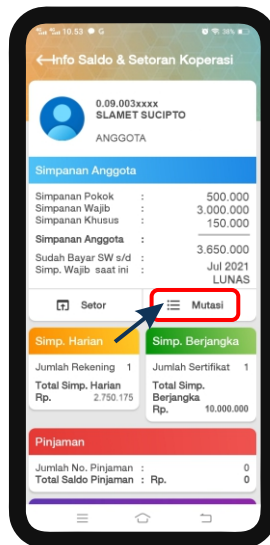 10.53
G
38%
Info Saldo & Setoran Koperasi
0.09.003xxxx
SLAMET SUCIPTO
ANGGOTA
Simpanan Anggota
Simpanan Pokok : 500.000
Simpanan Wajib : 3.000.000
Simpanan Khusus : 150.000
Simpanan Anggota :
3.650.000
Sudah Bayar SW s/d : Jul 2021
Simp. Wajib saat ini : LUNAS
Setor
Mutasi
Simp. Harian
Jumlah Rekening 1
Total Simp. Harian
Rp. 2.750.175
Simp. Berjangka
Jumlah Sertifikat 1
Total Simp.
Berjangka
Rp. 10.000.000
Pinjaman
Jumlah No. Pinjaman : 0
Total Saldo Pinjaman : Rp. 0